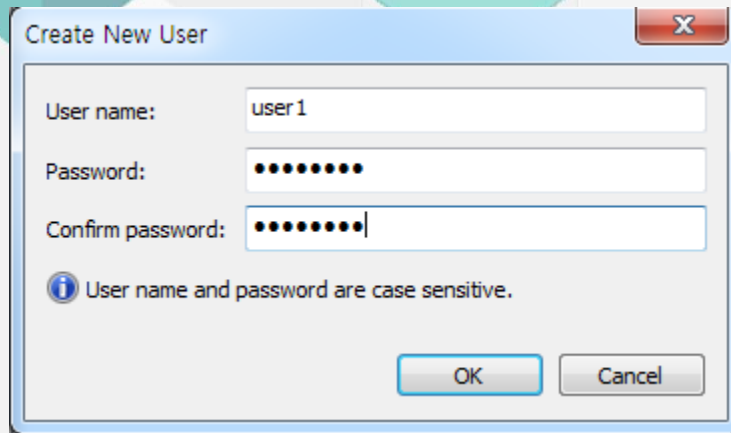 Create New User
User name: user1
Password: ●●●●●●●●
Confirm password: ●●●●●●●●
User name and password are case sensitive.
OK Cancel